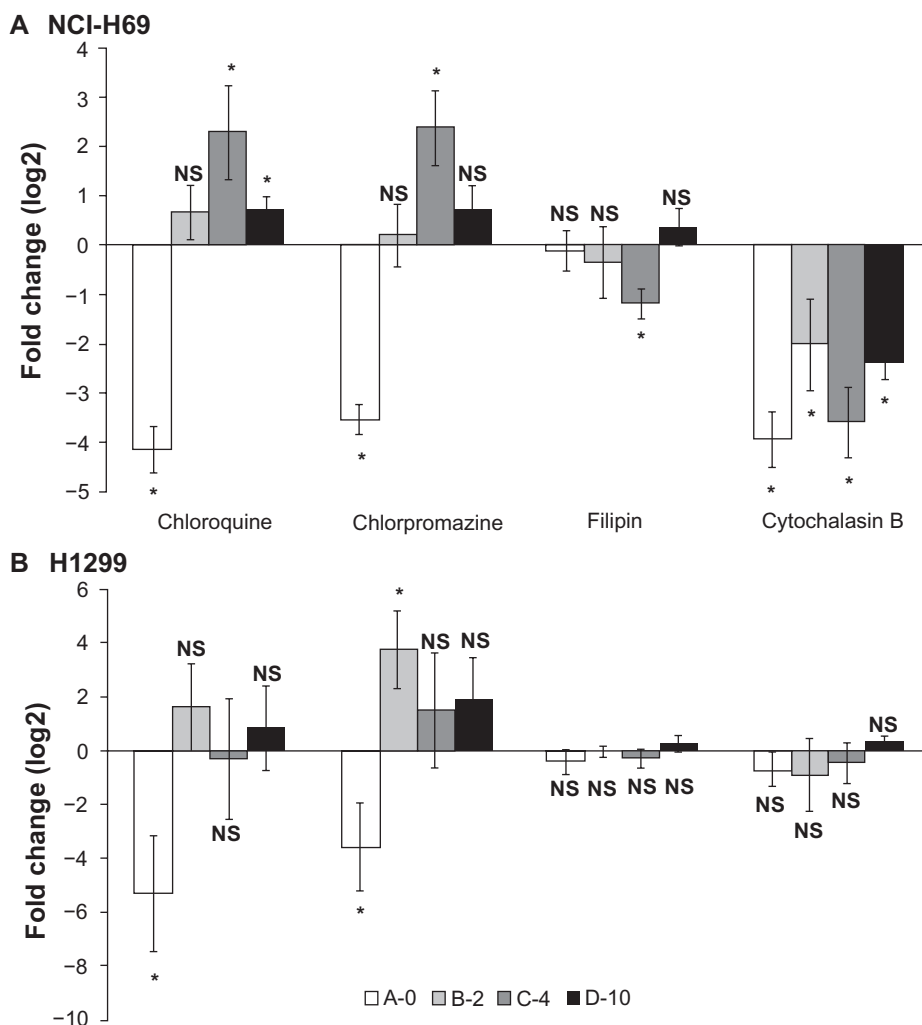 A NCI-H69
Fold change (log2)
4
3
2
1
0
−1
−2
−3
−4
−5
* NS * *
* NS * NS
NS NS * NS
* * * *
Chloroquine Chlorpromazine Filipin Cytochalasin B
B H1299
Fold change (log2)
6
4
2
0
−2
−4
−6
−8
−10
* NS NS NS
* * NS NS
NS NS NS NS
NS NS NS NS
A-0 B-2 C-4 D-10